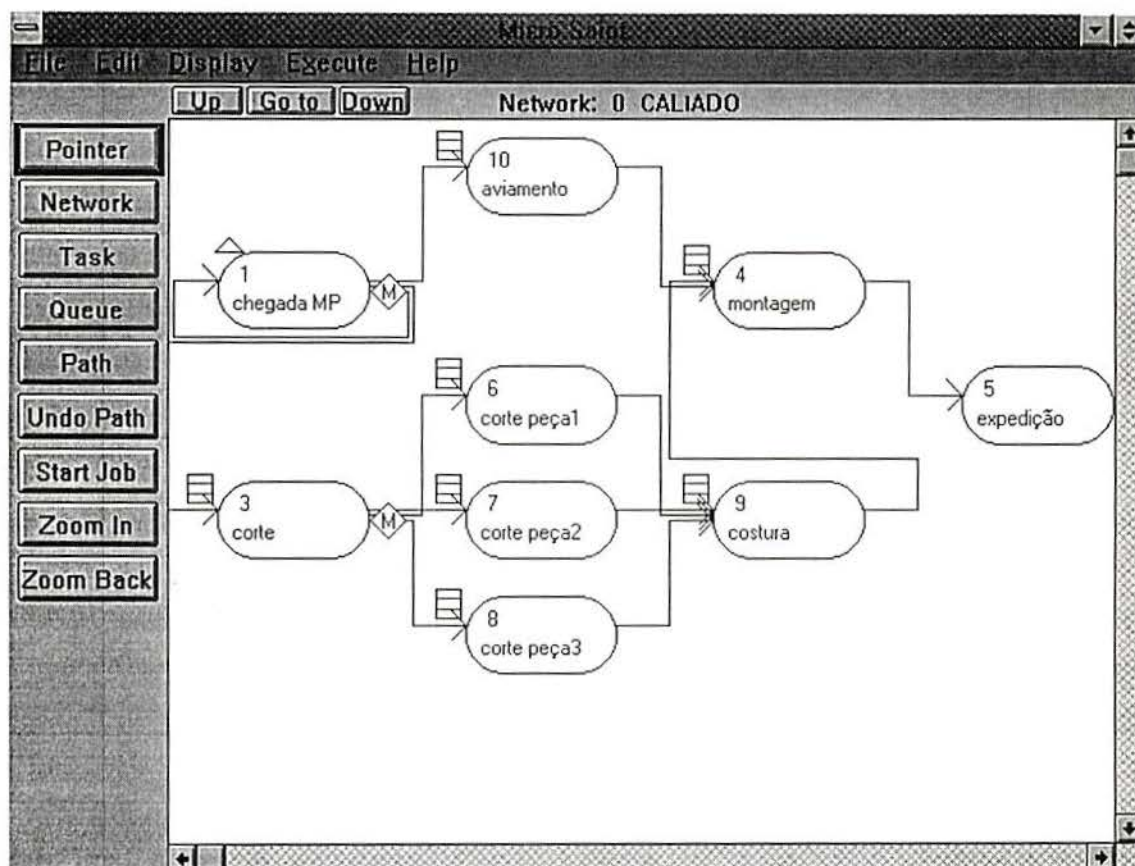 Micro Saint
File Edit Display Execute Help
Up Go to Down Network: 0 CALIADO
Pointer
Network
Task
Queue
Path
Undo Path
Start Job
Zoom In
Zoom Back
10
aviamento
1
chegada MP
M
4
montagem
6
corte peça1
5
expedição
3
corte
M
7
corte peça2
9
costura
8
corte peça3